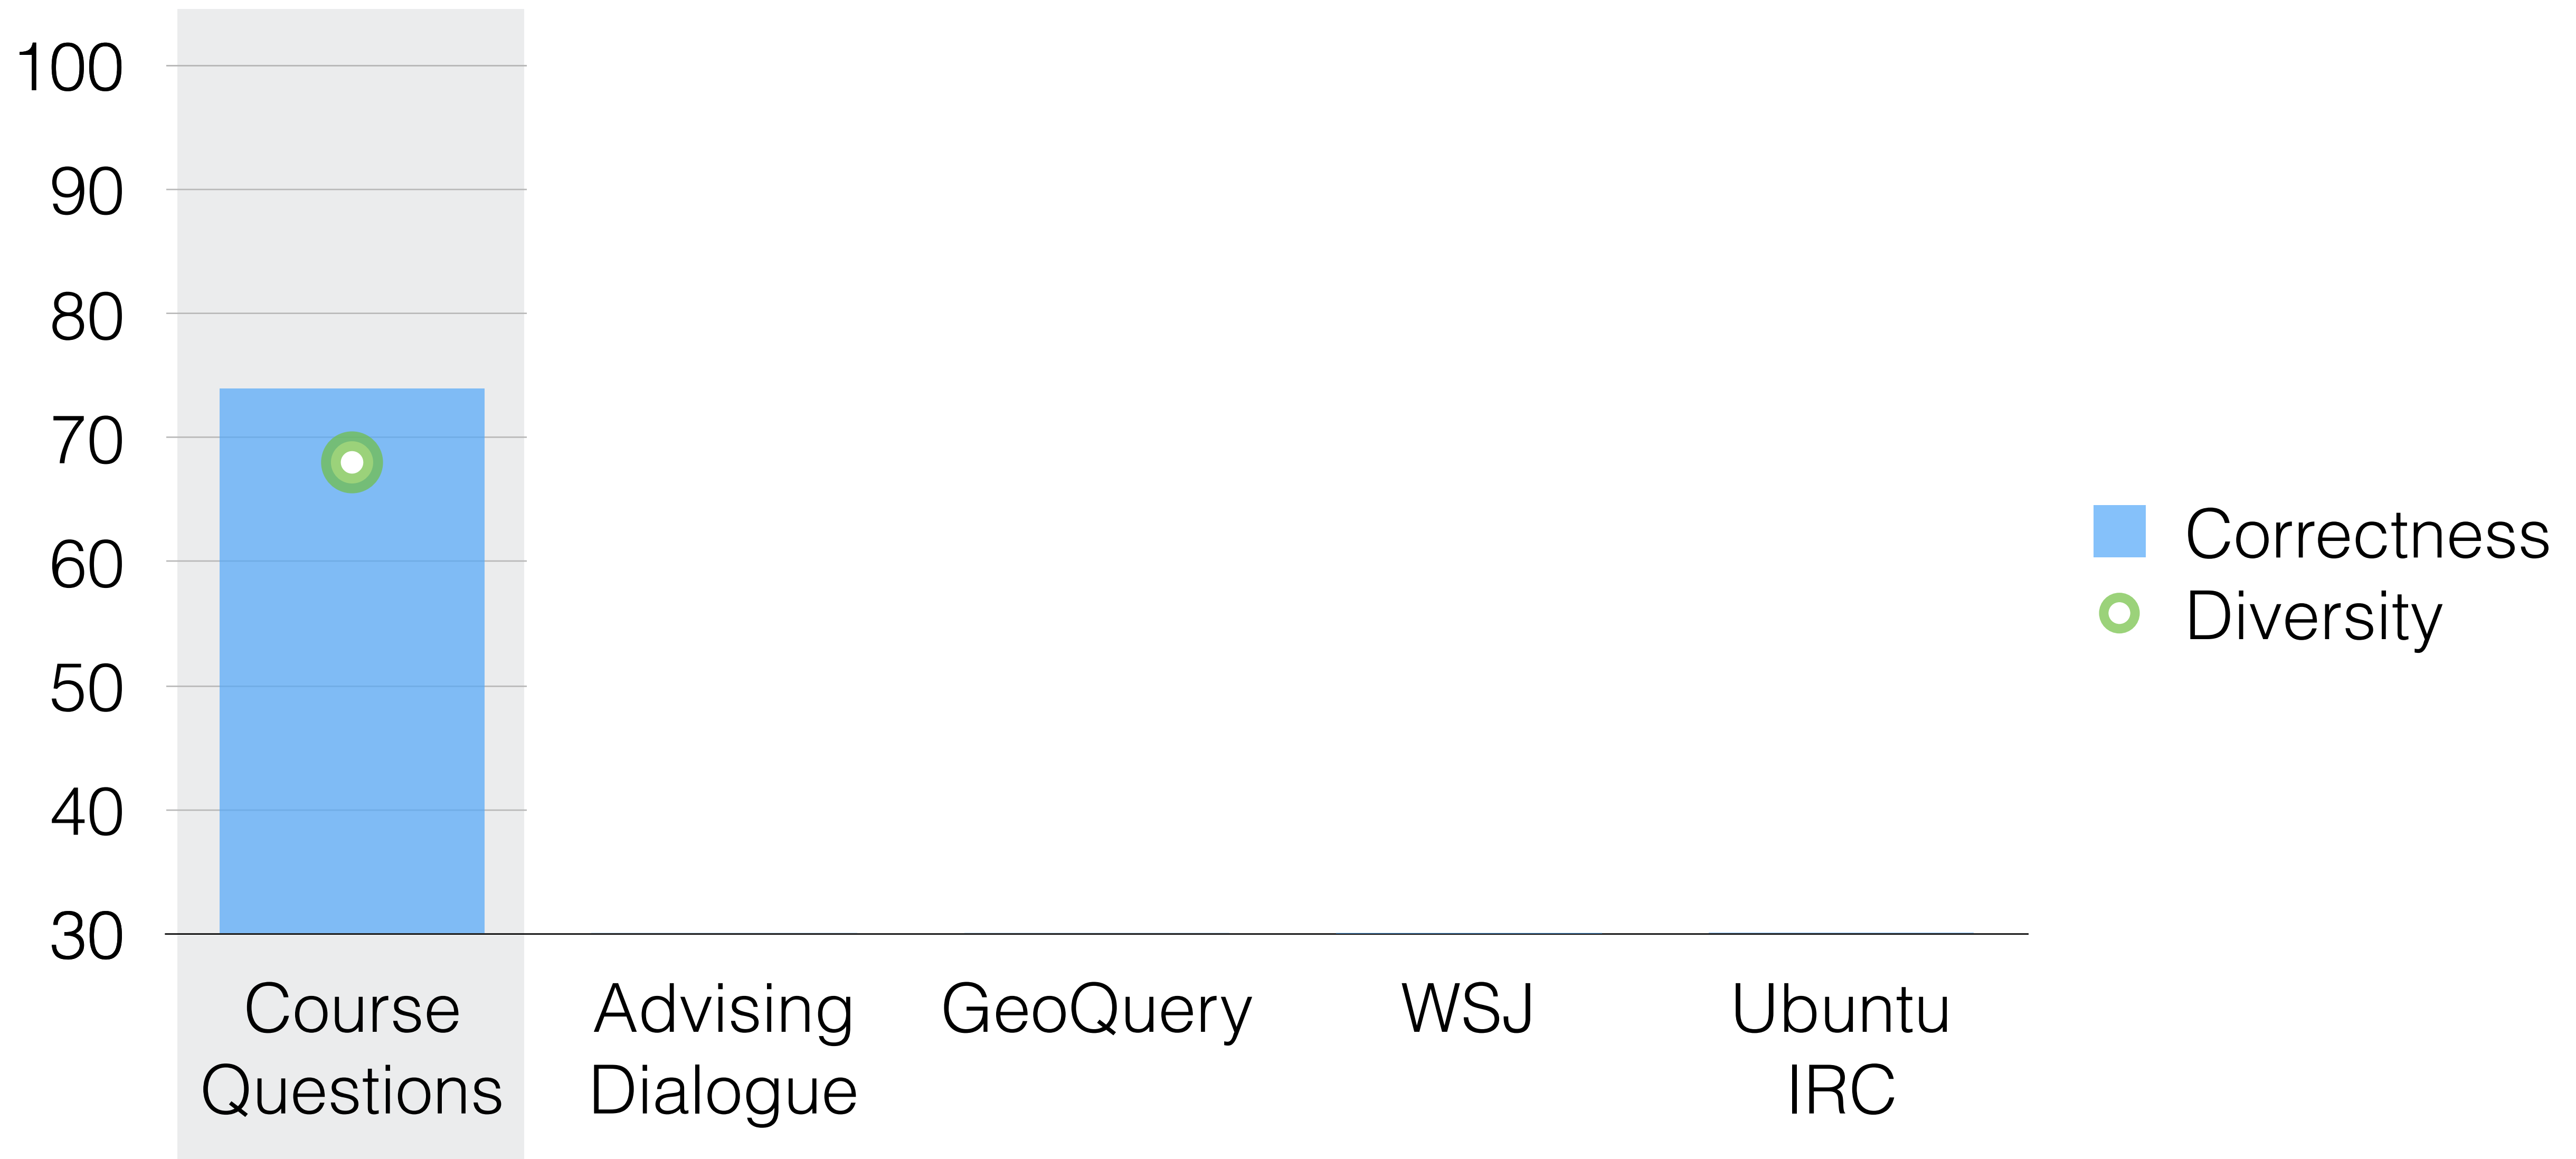 100
90
80
70
60
50
40
30
Course
Questions
Advising
Dialogue
GeoQuery
WSJ
Ubuntu
IRC
Correctness
Diversity